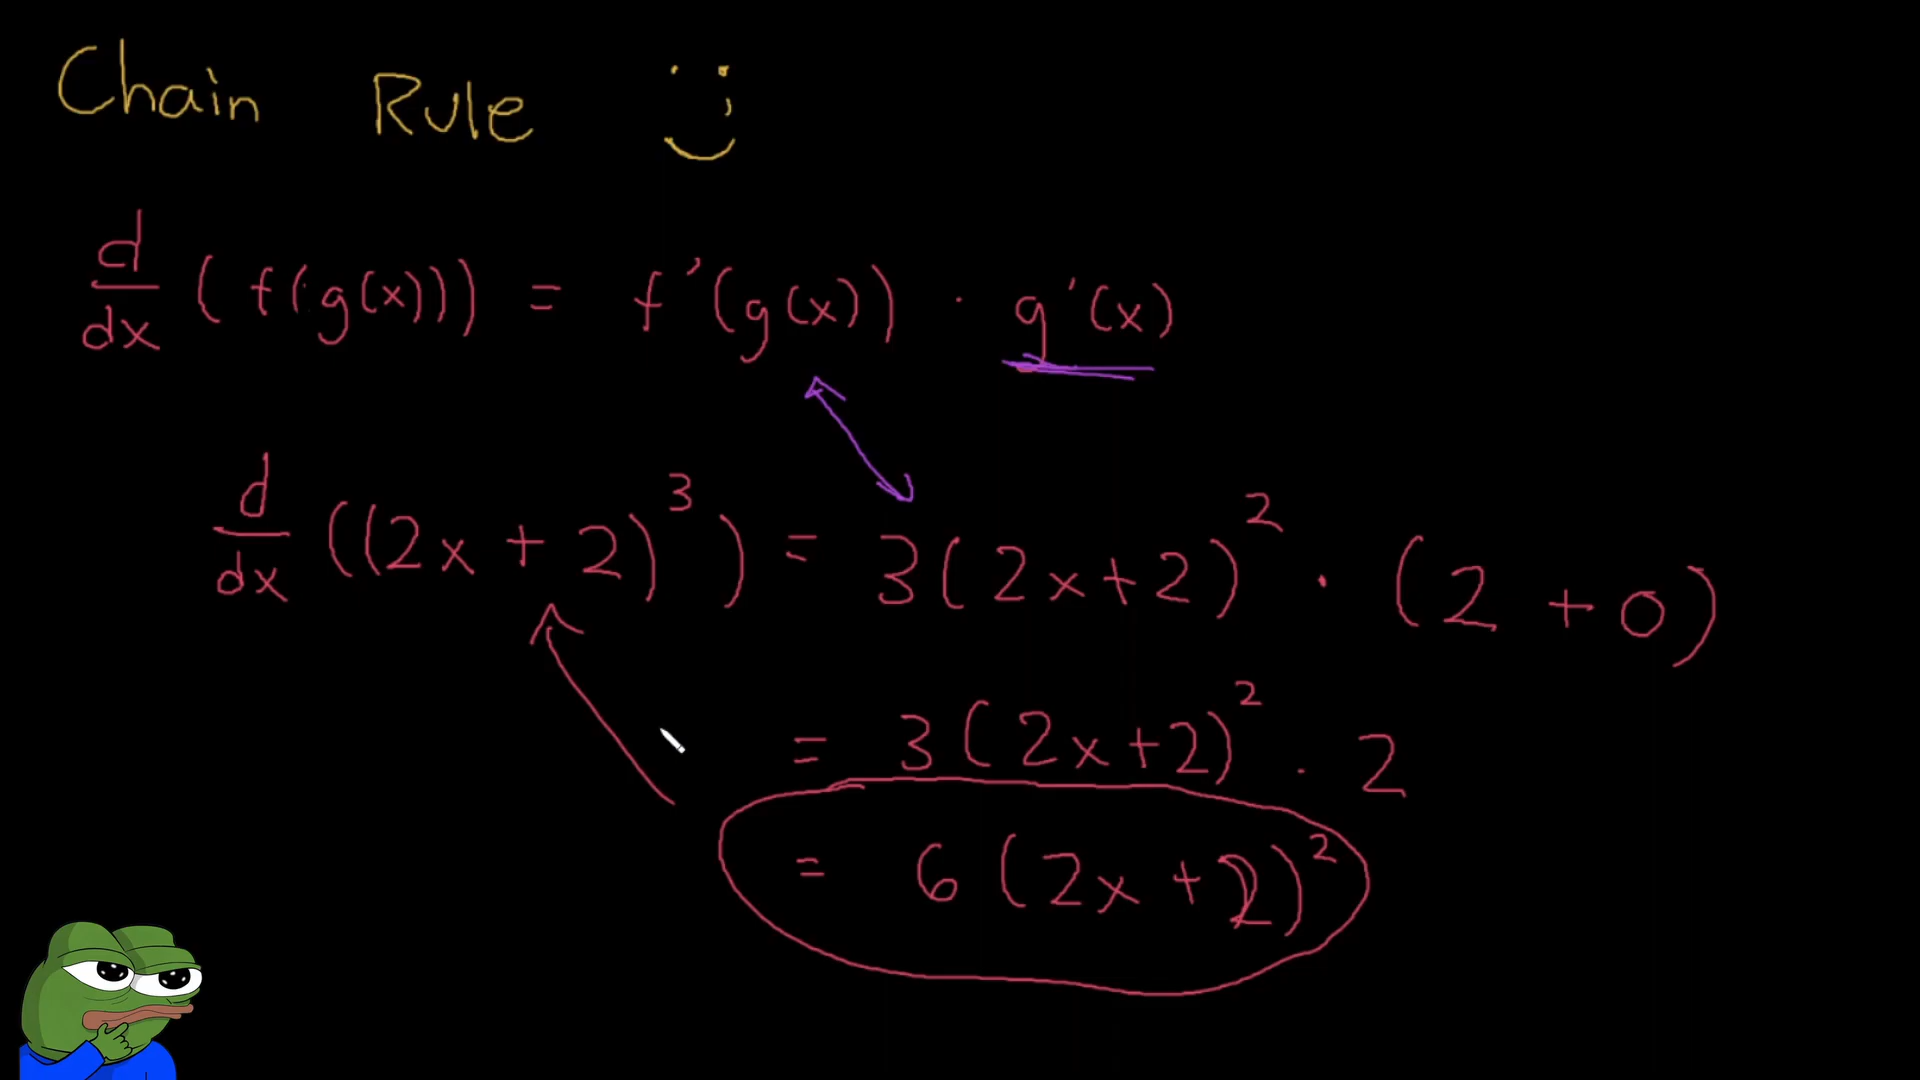 Chain Rule :)
d/dx (f(g(x))) = f'(g(x)) · g'(x)
d/dx ((2x + 2)³) = 3(2x+2)² · (2 + 0)
= 3(2x+2)² · 2
= 6(2x+2)²